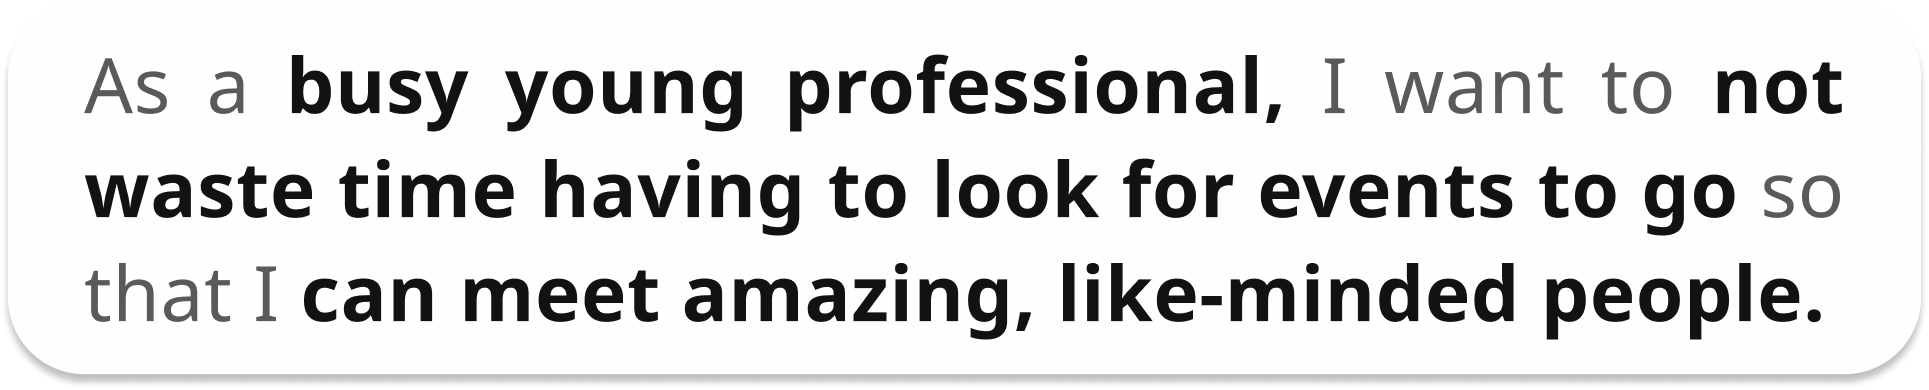 As a busy young professional, I want to not
waste time having to look for events to go so
that I can meet amazing, like-minded people.